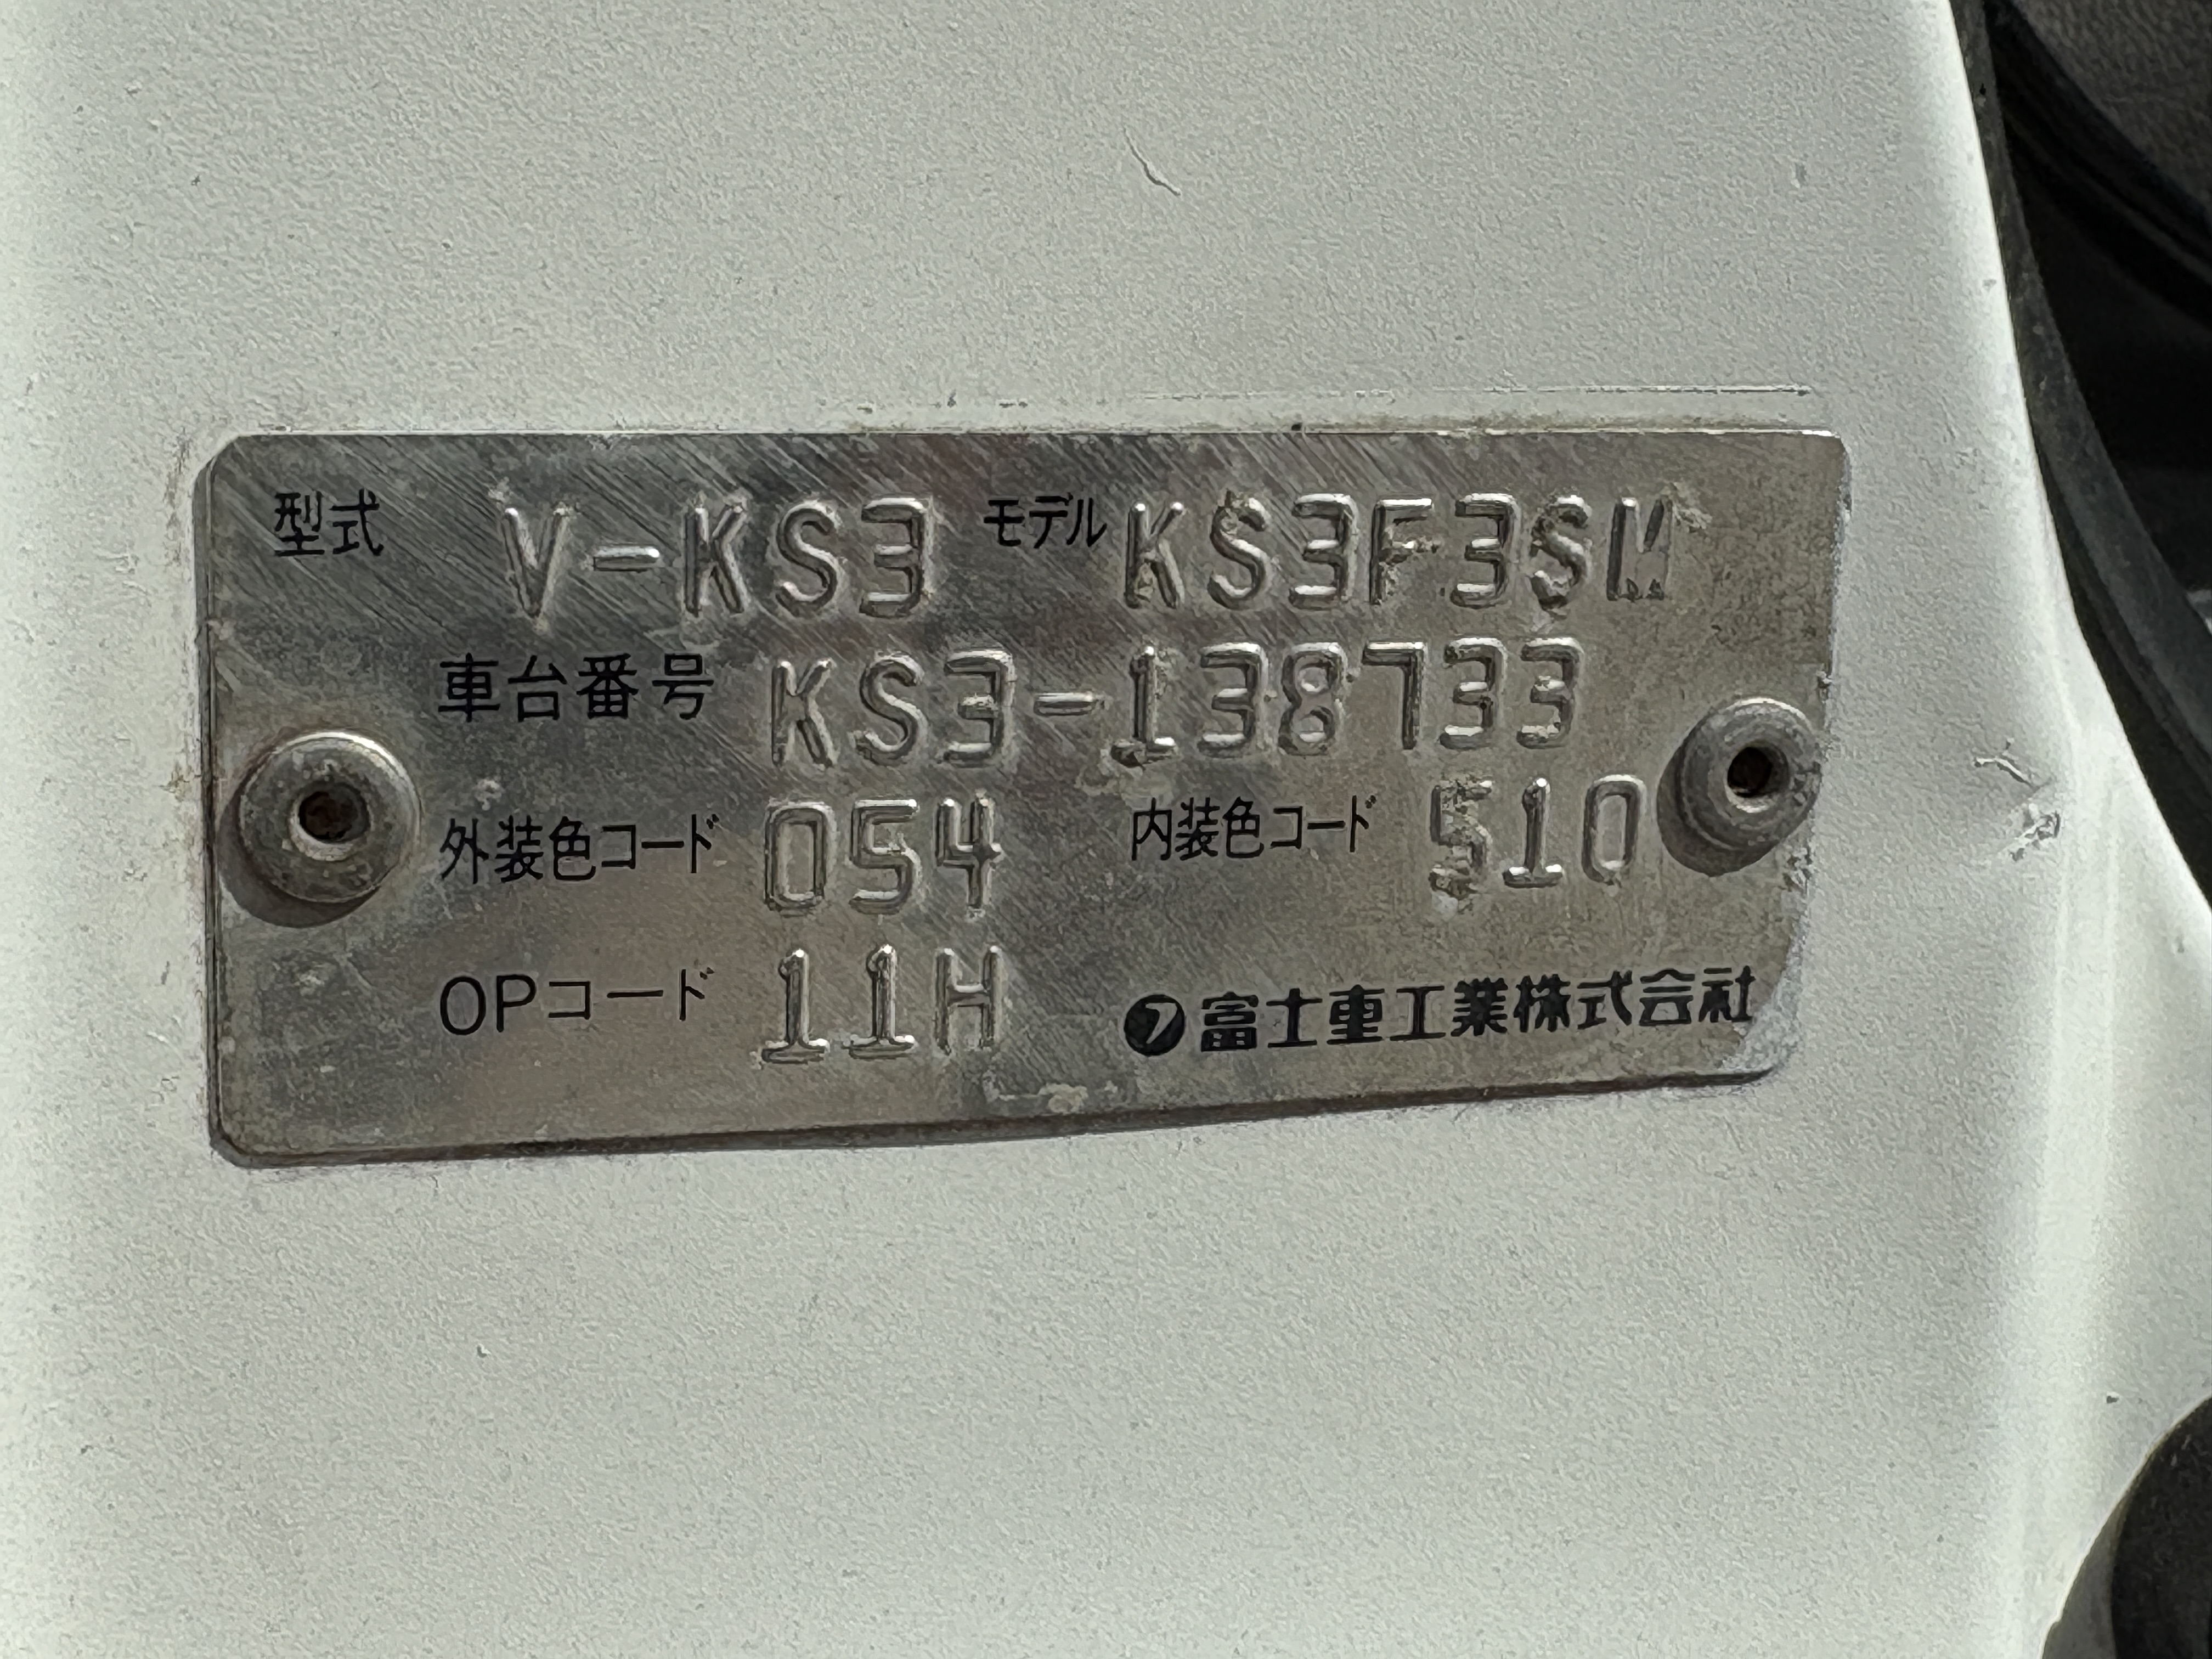 型式 V-KS3 モデル KS3F3SM
車台番号 KS3-138733
外装色コード 054 内装色コード 510
OPコード 11H フ 富士重工業株式会社